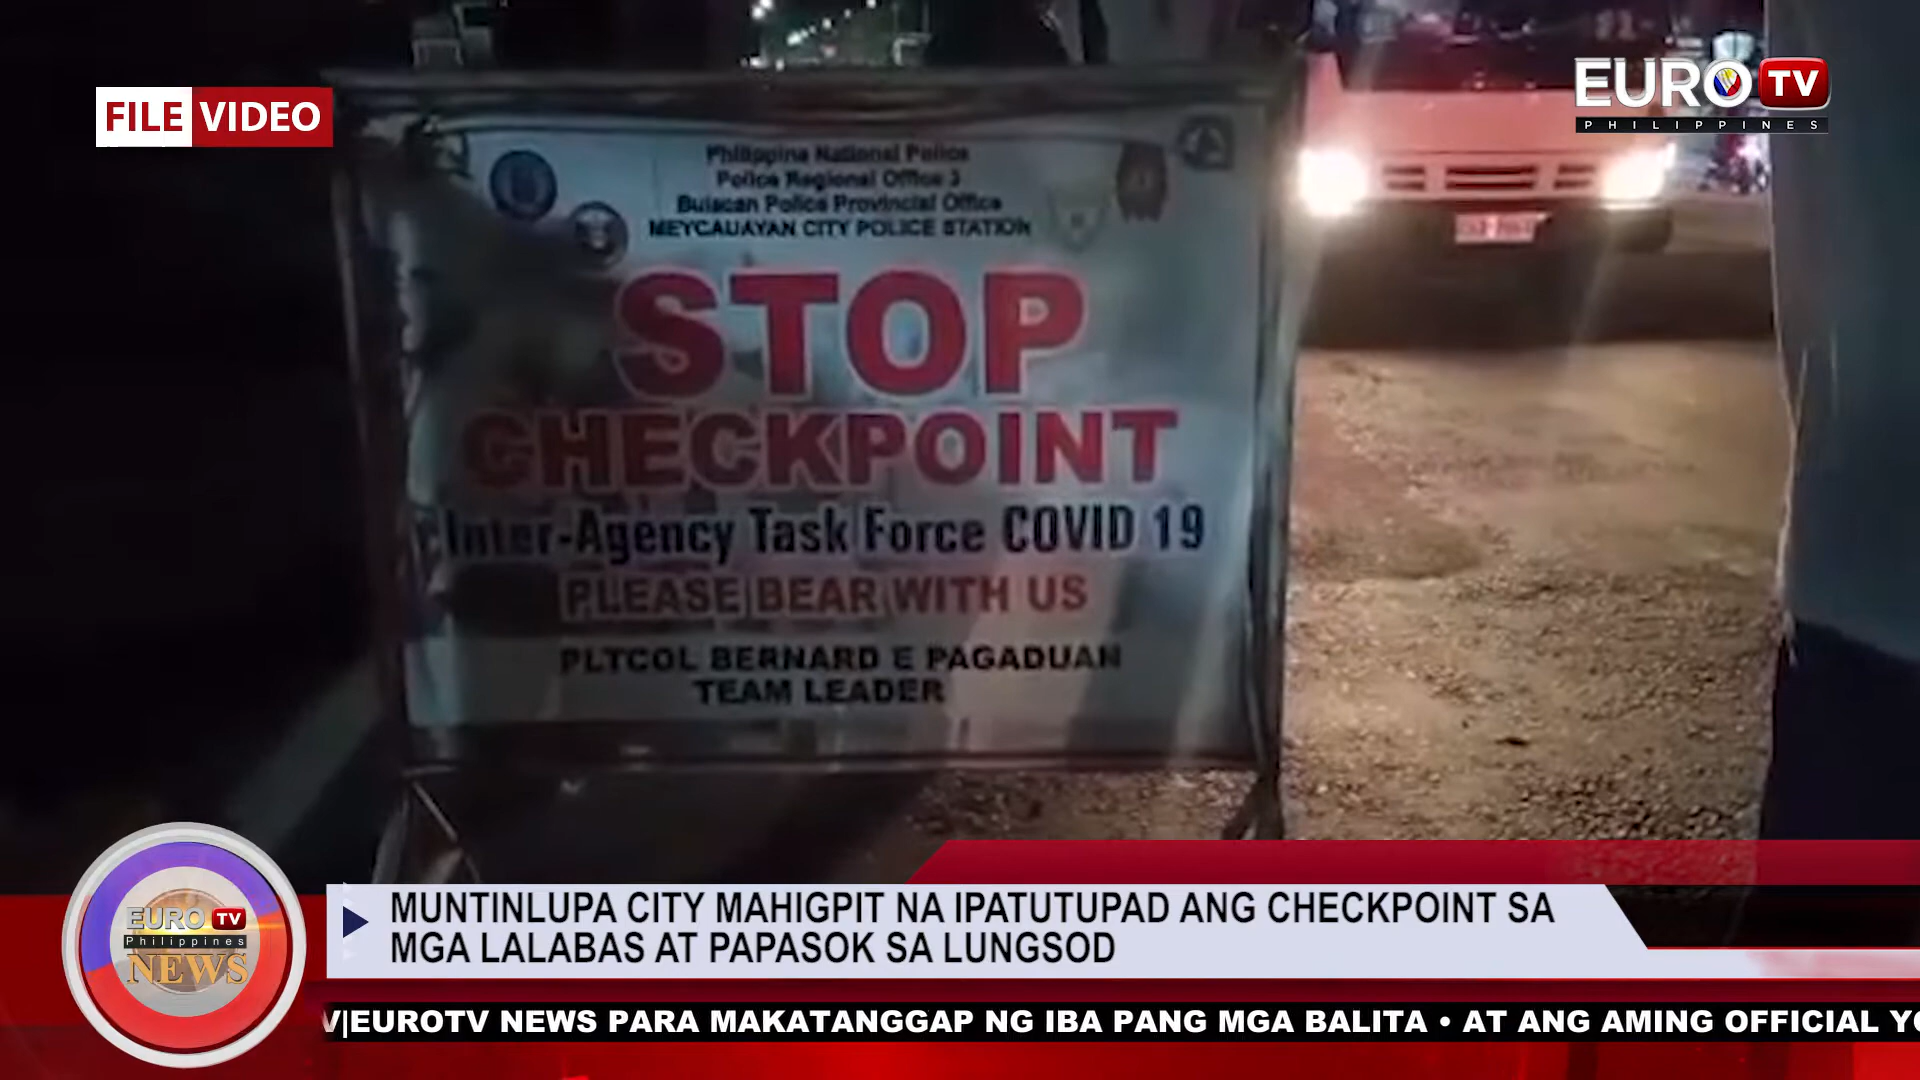 FILE VIDEO
EURO TV
PHILIPPINES
Philippine National Police
Police Regional Office 3
Bulacan Police Provincial Office
MEYCAUAYAN CITY POLICE STATION
STOP
CHECKPOINT
Inter-Agency Task Force COVID 19
PLEASE BEAR WITH US
PLTCOL BERNARD E PAGADUAN
TEAM LEADER
EURO TV
Philippines
NEWS
MUNTINLUPA CITY MAHIGPIT NA IPATUTUPAD ANG CHECKPOINT SA
MGA LALABAS AT PAPASOK SA LUNGSOD
V|EUROTV NEWS PARA MAKATANGGAP NG IBA PANG MGA BALITA • AT ANG AMING OFFICIAL